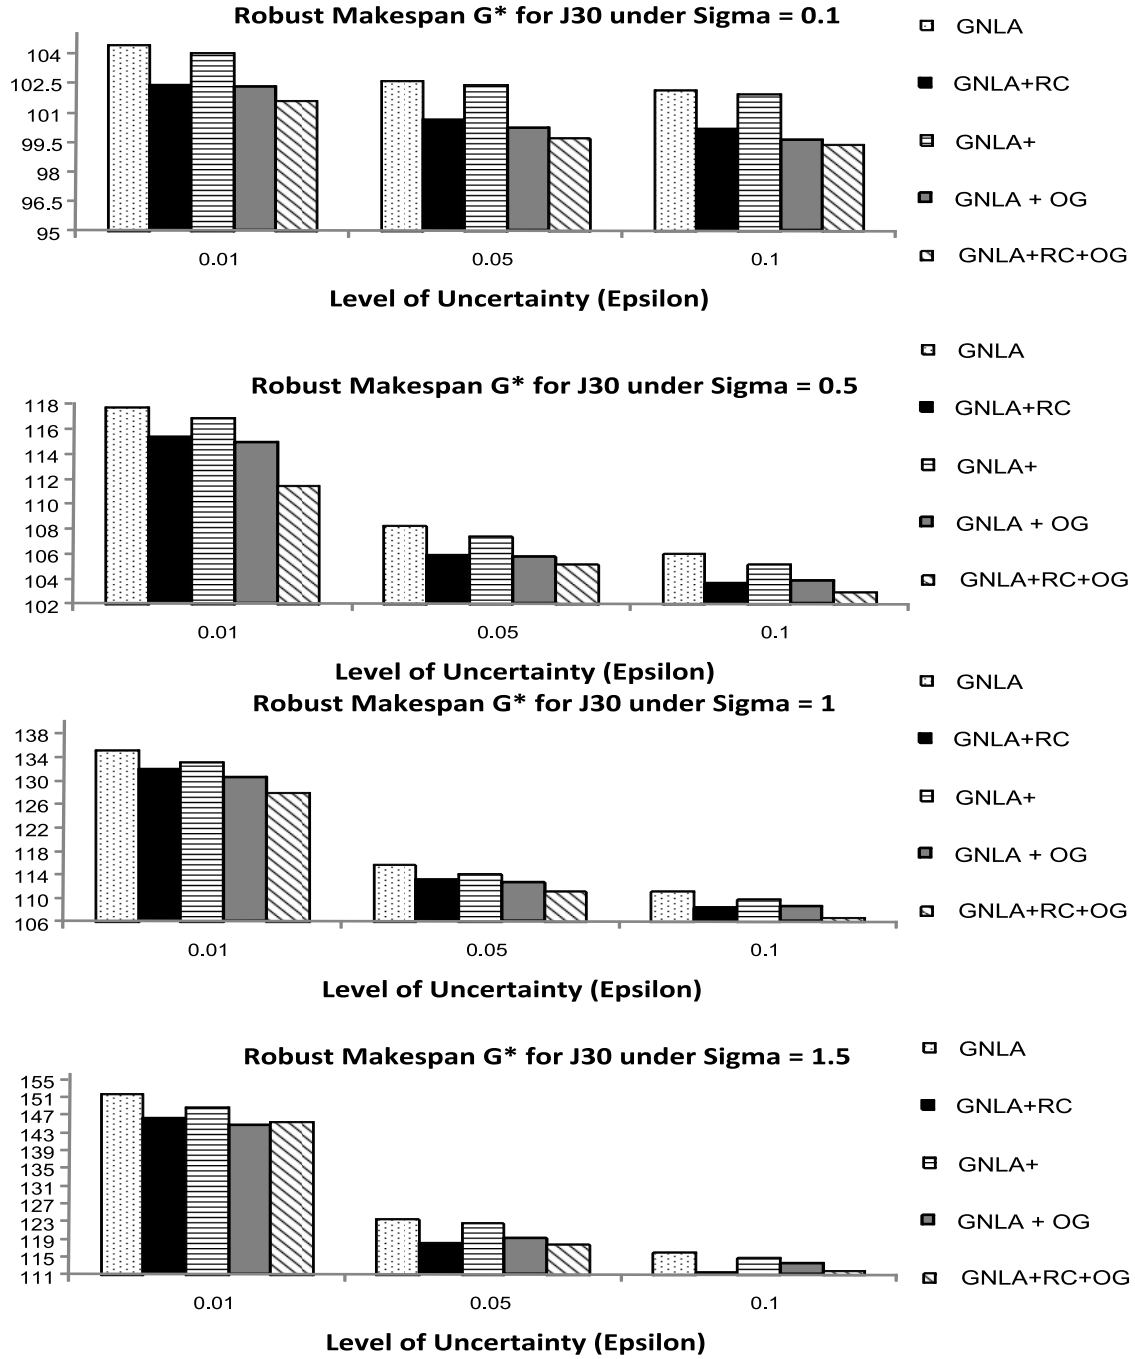 Robust Makespan G* for J30 under Sigma = 0.1
104
102.5
101
99.5
98
96.5
95
0.01 0.05 0.1
Level of Uncertainty (Epsilon)
GNLA
GNLA+RC
GNLA+
GNLA + OG
GNLA+RC+OG
Robust Makespan G* for J30 under Sigma = 0.5
118
116
114
112
110
108
106
104
102
0.01 0.05 0.1
Level of Uncertainty (Epsilon)
GNLA
GNLA+RC
GNLA+
GNLA + OG
GNLA+RC+OG
Robust Makespan G* for J30 under Sigma = 1
138
134
130
126
122
118
114
110
106
0.01 0.05 0.1
Level of Uncertainty (Epsilon)
GNLA
GNLA+RC
GNLA+
GNLA + OG
GNLA+RC+OG
Robust Makespan G* for J30 under Sigma = 1.5
155
151
147
143
139
135
131
127
123
119
115
111
0.01 0.05 0.1
Level of Uncertainty (Epsilon)
GNLA
GNLA+RC
GNLA+
GNLA + OG
GNLA+RC+OG